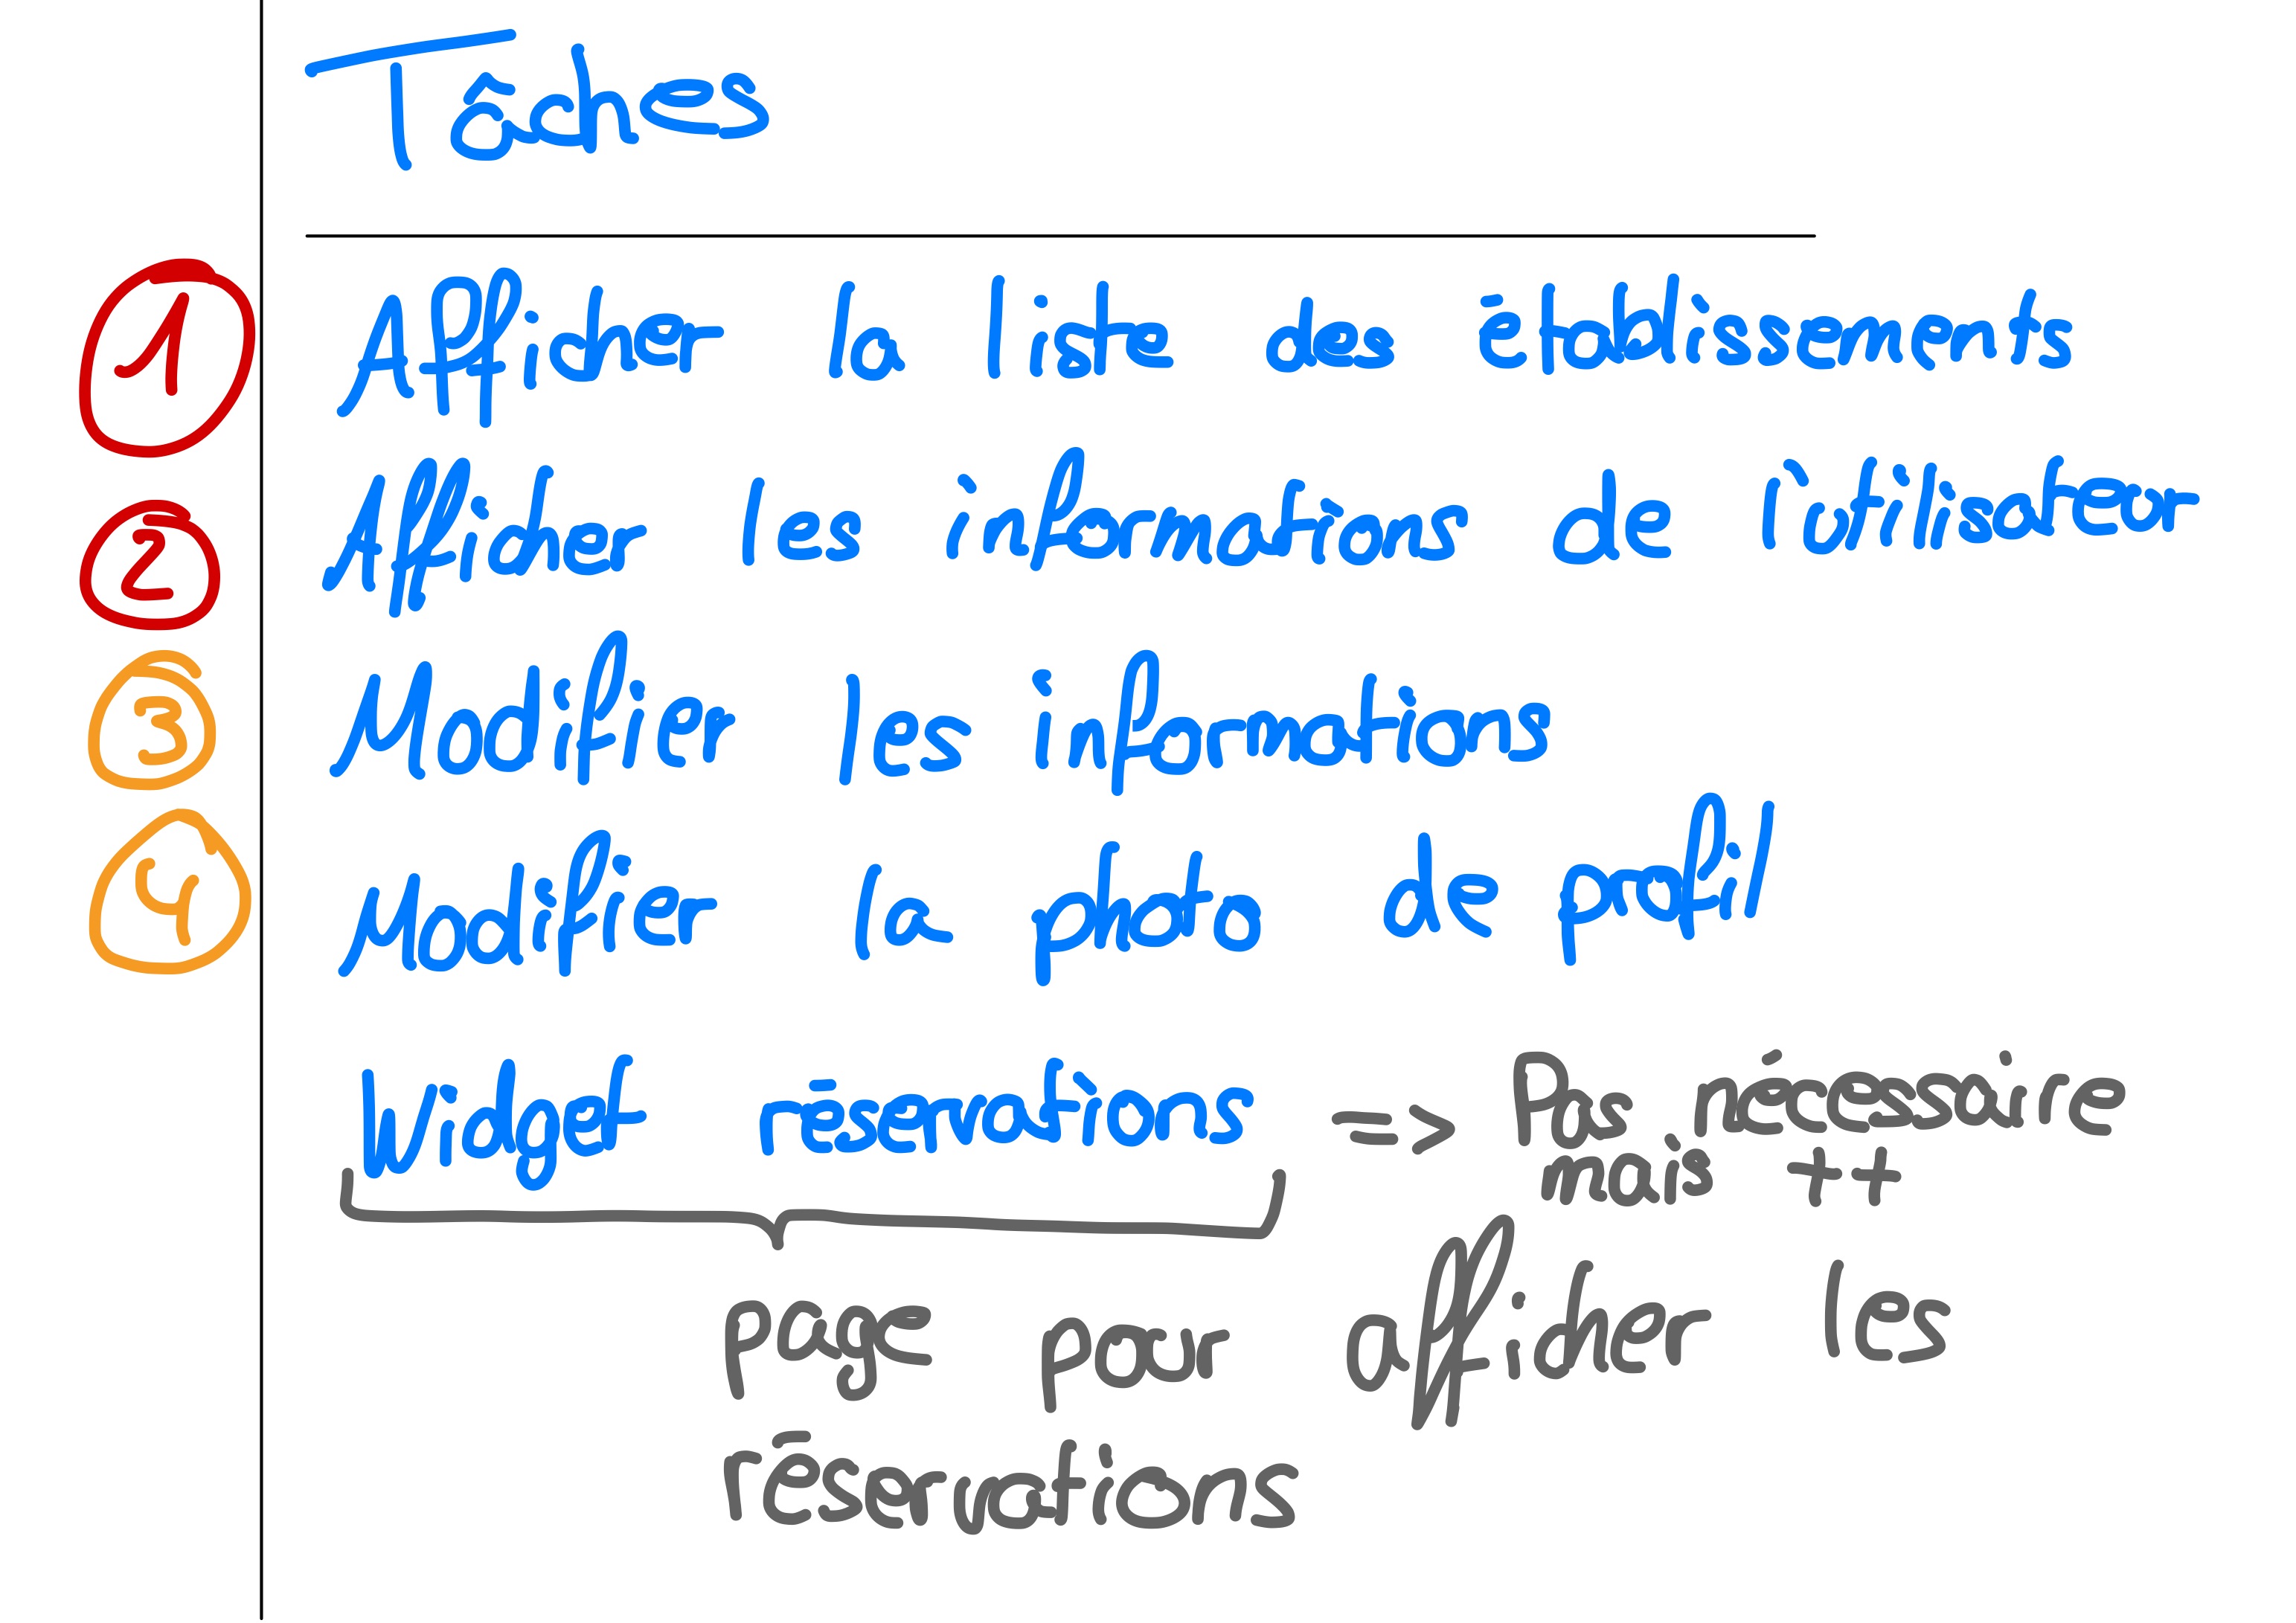 Tâches
1 Afficher la liste des établissements
2 Afficher les informations de l'utilisateur
3 Modifier les informations
4 Modifier la photo de profil
Widget réservations => Pas nécessaire
mais ++
page pour afficher les
réservations